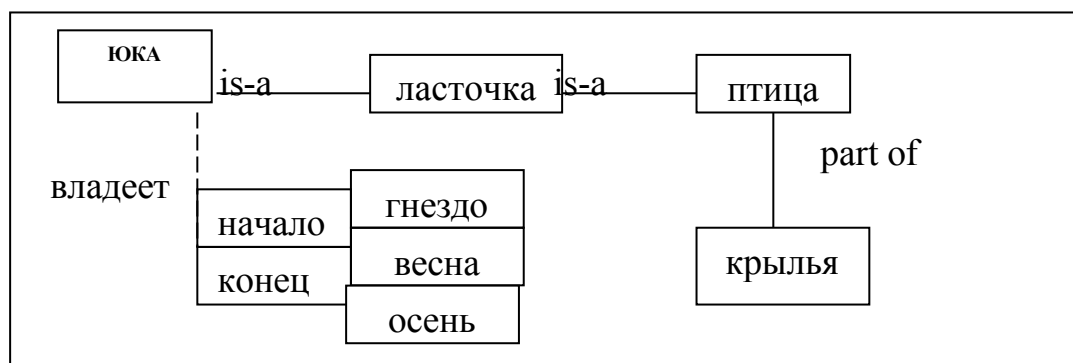 ЮКА
is-a
ласточка
is-a
птица
part of
владеет
гнездо
начало
весна
крылья
конец
осень